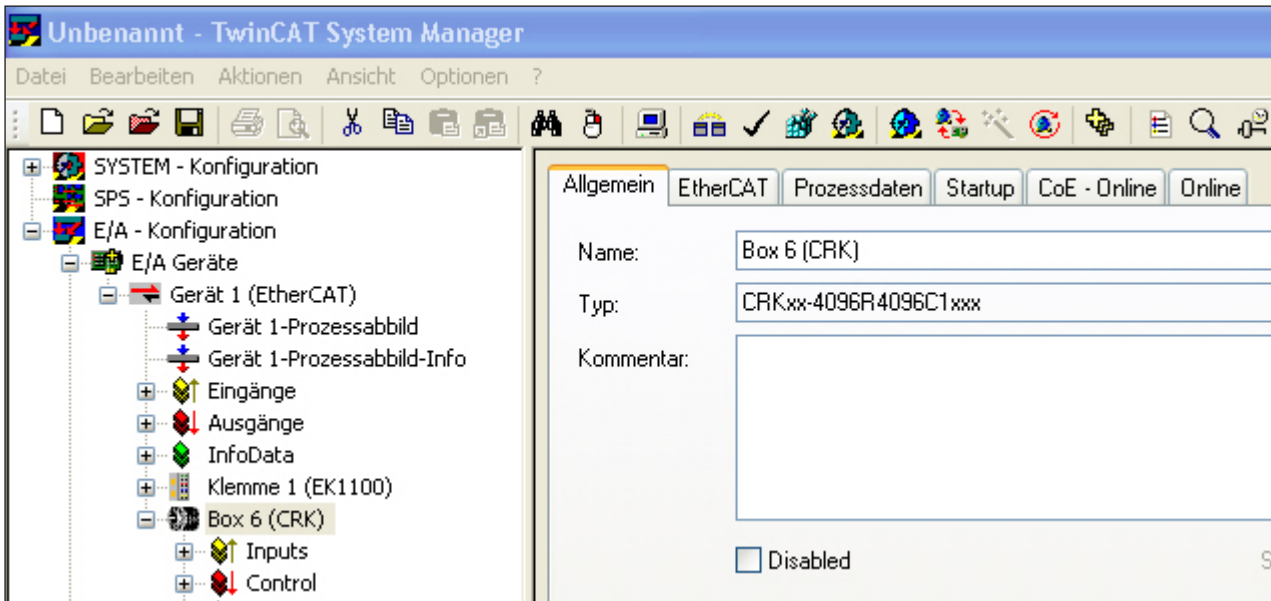 Unbenannt - TwinCAT System Manager
Datei Bearbeiten Aktionen Ansicht Optionen ?
SYSTEM - Konfiguration
SPS - Konfiguration
E/A - Konfiguration
E/A Geräte
Gerät 1 (EtherCAT)
Gerät 1-Prozessabbild
Gerät 1-Prozessabbild-Info
Eingänge
Ausgänge
InfoData
Klemme 1 (EK1100)
Box 6 (CRK)
Inputs
Control
Allgemein EtherCAT Prozessdaten Startup CoE - Online Online
Name: Box 6 (CRK)
Typ: CRKxx-4096R4096C1xxx
Kommentar:
Disabled